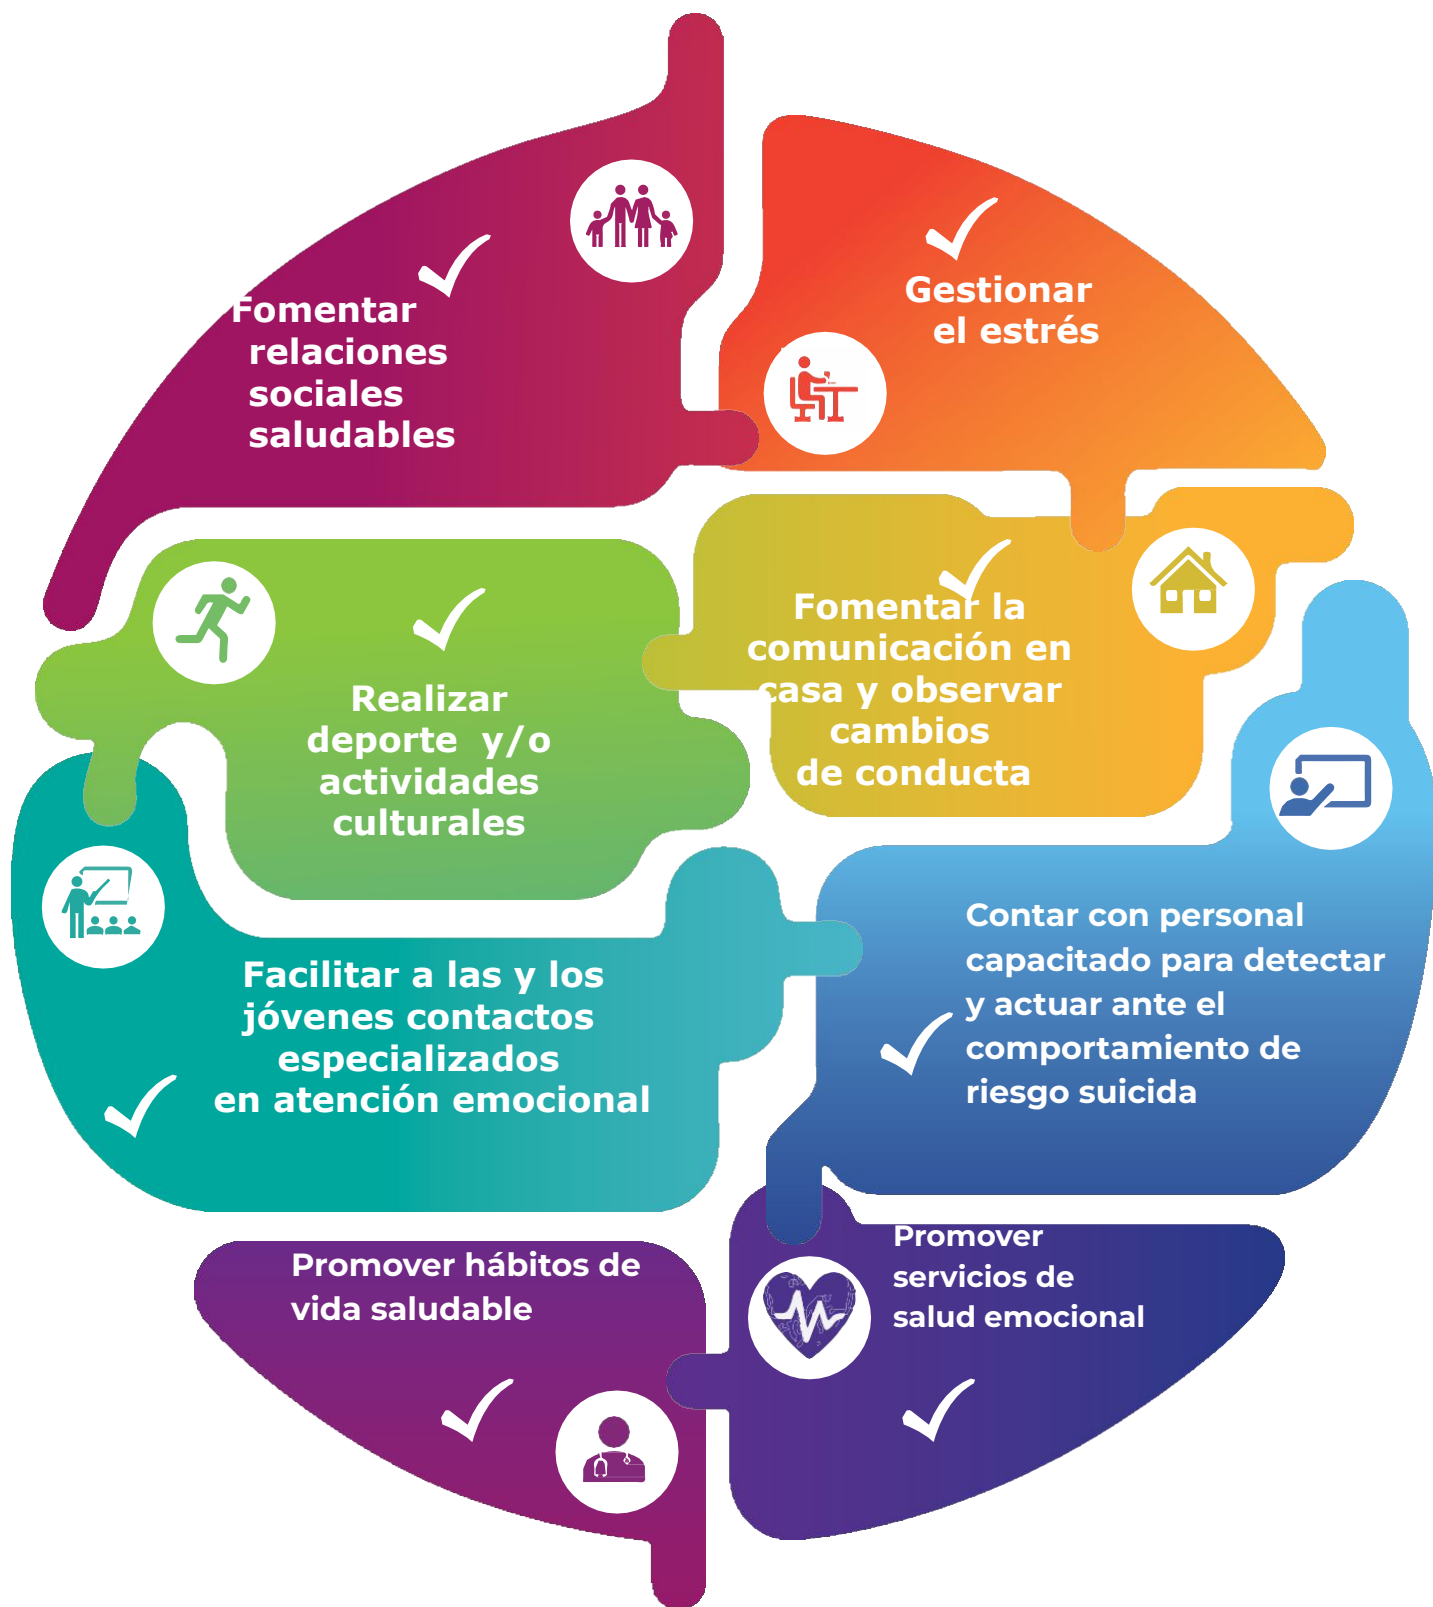 Fomentar
relaciones
sociales
saludables
Gestionar
el estrés
Realizar
deporte y/o
actividades
culturales
Fomentar la
comunicación en
casa y observar
cambios
de conducta
Facilitar a las y los
jóvenes contactos
especializados
en atención emocional
Contar con personal
capacitado para detectar
y actuar ante el
comportamiento de
riesgo suicida
Promover hábitos de
vida saludable
Promover
servicios de
salud emocional